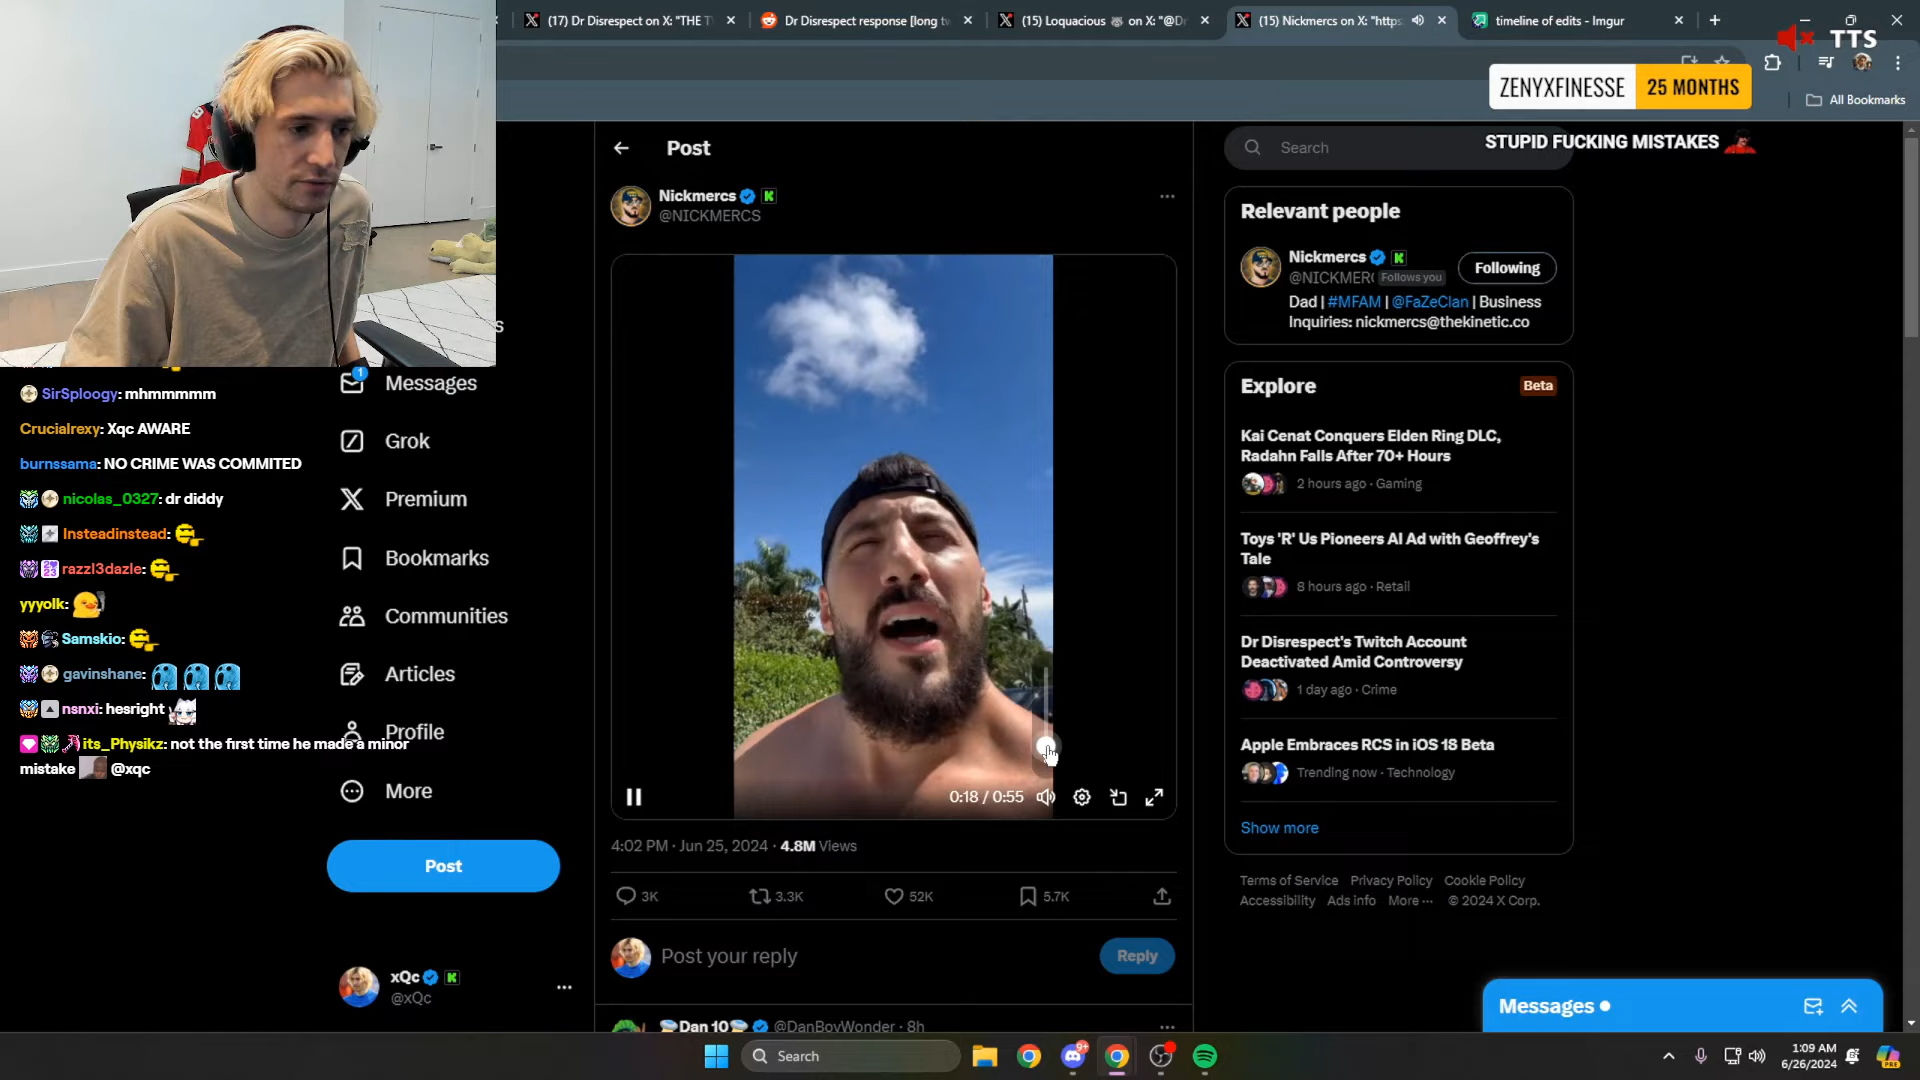 (17) Dr Disrespect on X: "THE T
Dr Disrespect response [long tw
(15) Loquacious on X: "@Dr
(15) Nickmercs on X: "https
timeline of edits - Imgur
TTS
ZENYXFINESSE 25 MONTHS
All Bookmarks
STUPID FUCKING MISTAKES
Post
Search
Nickmercs
@NICKMERCS
Relevant people
Nickmercs
@NICKMER Follows you
Following
Dad | #MFAM | @FaZeClan | Business
Inquiries: nickmercs@thekinetic.co
Explore
Beta
Kai Cenat Conquers Elden Ring DLC,
Radahn Falls After 70+ Hours
2 hours ago · Gaming
Toys 'R' Us Pioneers AI Ad with Geoffrey's
Tale
8 hours ago · Retail
Dr Disrespect's Twitch Account
Deactivated Amid Controversy
1 day ago · Crime
Apple Embraces RCS in iOS 18 Beta
Trending now · Technology
Show more
Terms of Service Privacy Policy Cookie Policy
Accessibility Ads info More ··· © 2024 X Corp.
SirSploogy: mhmmmmm
Crucialrexy: Xqc AWARE
burnssama: NO CRIME WAS COMMITED
nicolas_0327: dr diddy
Insteadinstead:
razzl3dazle:
yyyolk:
Samskio:
gavinshane:
nsnxi: hesright
its_Physikz: not the first time he made a minor
mistake @xqc
1
Messages
Grok
Premium
Bookmarks
Communities
Articles
Profile
More
Post
xQc
@xQc
0:18 / 0:55
4:02 PM · Jun 25, 2024 · 4.8M Views
3K
3.3K
52K
5.7K
Post your reply
Reply
Dan 10 @DanBoyWonder · 8h
Messages
Search
9+
1:09 AM
6/26/2024
PRE